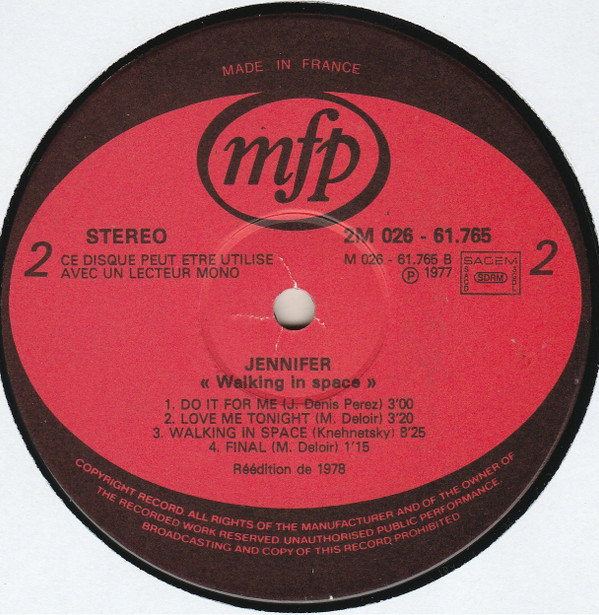 MADE IN FRANCE
mfp
STEREO
2M 026 - 61.765
2
CE DISQUE PEUT ETRE UTILISE
AVEC UN LECTEUR MONO
M 026 - 61.765 B
Ⓟ 1977
SACEM
SACD
SDRM
SGDL
2
JENNIFER
« Walking in space »
1. DO IT FOR ME (J. Denis Perez) 3'00
2. LOVE ME TONIGHT (M. Deloir) 3'20
3. WALKING IN SPACE (Knehnetsky) 8'25
4. FINAL (M. Deloir) 1'15
Réédition de 1978
COPYRIGHT RECORD. ALL RIGHTS OF THE MANUFACTURER AND OF THE OWNER OF
THE RECORDED WORK RESERVED UNAUTHORISED PUBLIC PERFORMANCE.
BROADCASTING AND COPY OF THIS RECORD PROHIBITED